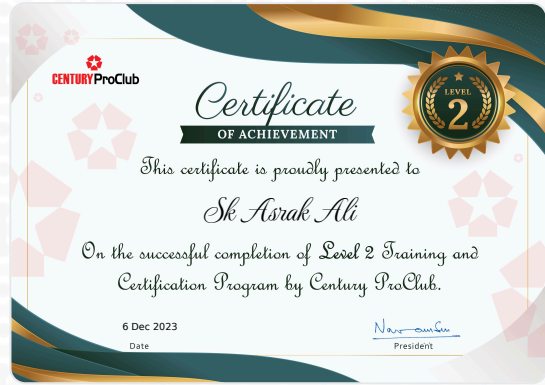 CENTURY ProClub
Certificate
OF ACHIEVEMENT
LEVEL
2
This certificate is proudly presented to
Sk Asrak Ali
On the successful completion of Level 2 Training and
Certification Program by Century ProClub.
6 Dec 2023
Date
President